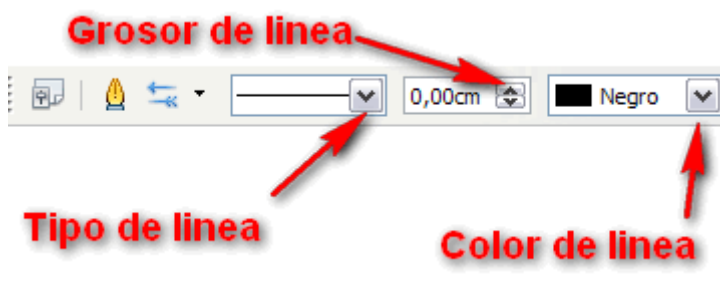 Grosor de linea
0,00cm
Negro
Tipo de linea
Color de linea